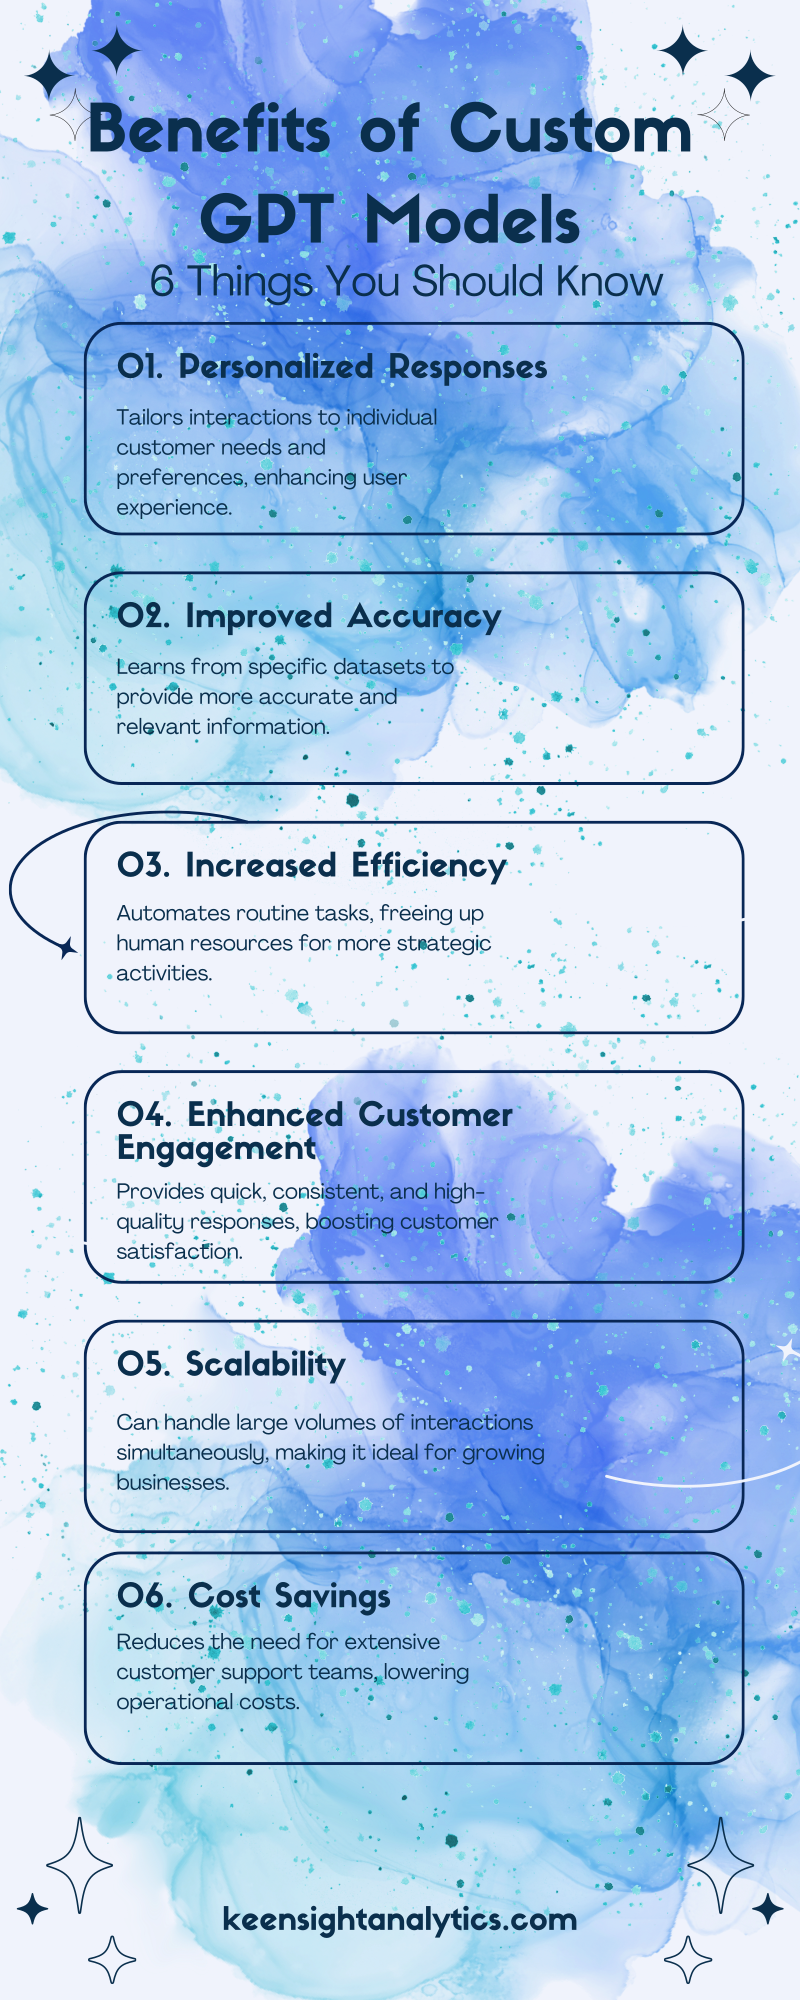 Benefits of Custom
GPT Models
6 Things You Should Know
01. Personalized Responses
Tailors interactions to individual
customer needs and
preferences, enhancing user
experience.
02. Improved Accuracy
Learns from specific datasets to
provide more accurate and
relevant information.
03. Increased Efficiency
Automates routine tasks, freeing up
human resources for more strategic
activities.
04. Enhanced Customer
Engagement
Provides quick, consistent, and high-
quality responses, boosting customer
satisfaction.
05. Scalability
Can handle large volumes of interactions
simultaneously, making it ideal for growing
businesses.
06. Cost Savings
Reduces the need for extensive
customer support teams, lowering
operational costs.
keensightanalytics.com